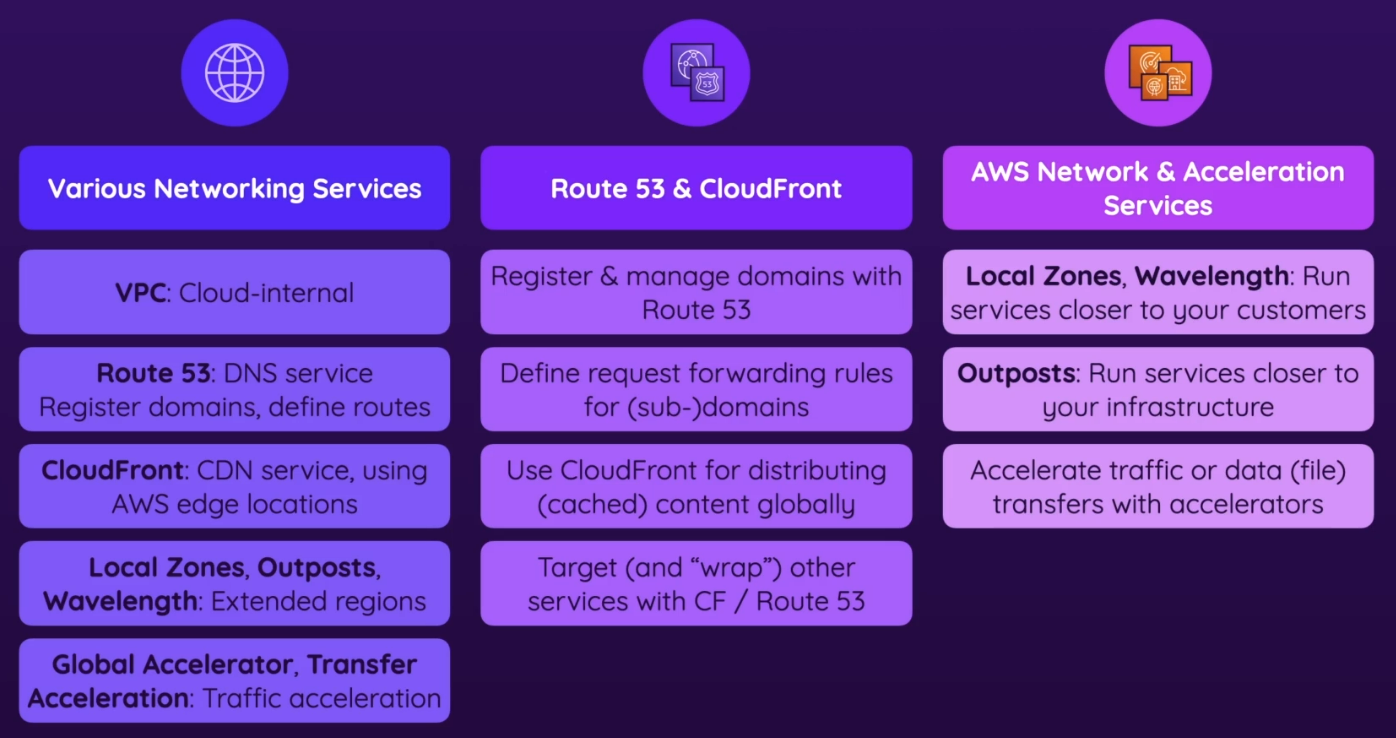 53
Various Networking Services
VPC: Cloud-internal
Route 53: DNS service
Register domains, define routes
CloudFront: CDN service, using
AWS edge locations
Local Zones, Outposts,
Wavelength: Extended regions
Global Accelerator, Transfer
Acceleration: Traffic acceleration
Route 53 & CloudFront
Register & manage domains with
Route 53
Define request forwarding rules
for (sub-)domains
Use CloudFront for distributing
(cached) content globally
Target (and “wrap”) other
services with CF / Route 53
AWS Network & Acceleration
Services
Local Zones, Wavelength: Run
services closer to your customers
Outposts: Run services closer to
your infrastructure
Accelerate traffic or data (file)
transfers with accelerators